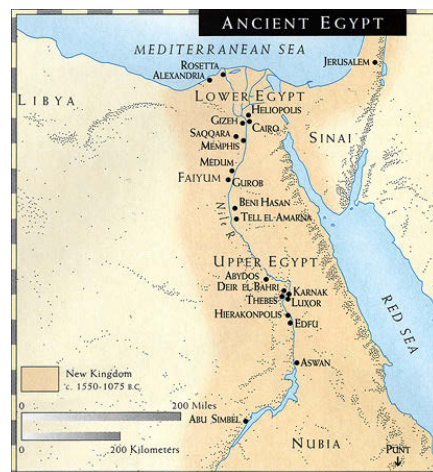 ANCIENT EGYPT
MEDITERRANEAN SEA
JERUSALEM
ROSETTA
ALEXANDRIA
LIBYA
LOWER EGYPT
HELIOPOLIS
GIZEH
CAIRO
SAQQARA
SINAI
MEMPHIS
MEDUM
FAIYUM
GUROB
BENI HASAN
TELL EL-AMARNA
Nile R.
UPPER EGYPT
ABYDOS
DEIR EL-BAHRI
KARNAK
THEBES
LUXOR
HIERAKONPOLIS
EDFU
RED SEA
ASWAN
New Kingdom
c. 1550-1075 B.C.
0 200 Miles
ABU SIMBEL
0 200 Kilometers
NUBIA
PUNT